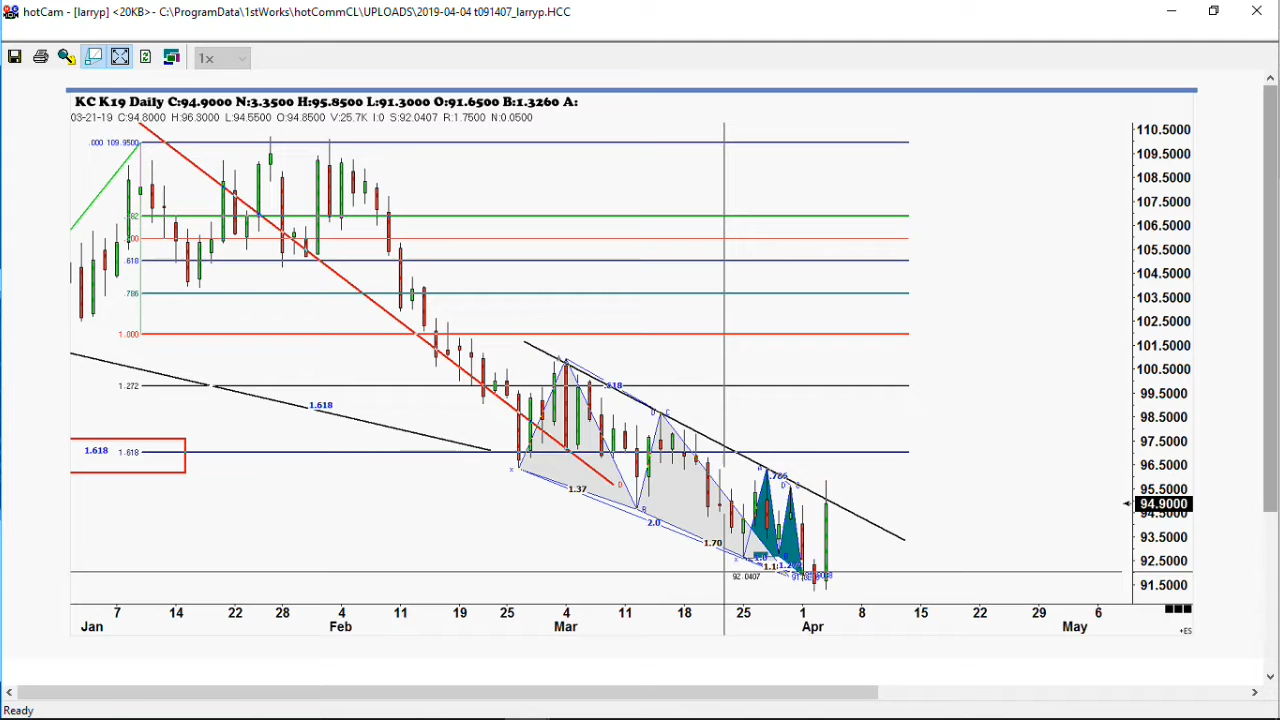 hotCam - [larryp] <20KB>- C:\ProgramData\1stWorks\hotCommCL\UPLOADS\2019-04-04 t091407_larryp.HCC
1x
KC K19 Daily C:94.9000 N:3.3500 H:95.8500 L:91.3000 O:91.6500 B:1.3260 A:
03-21-19 C:94.8000 H:96.3000 L:94.5500 O:94.8500 V:25.7K I:0 S:92.0407 R:1.7500 N:0.0500
110.5000
.000 109.9500
109.5000
108.5000
107.5000
106.5000
105.5000
.618
104.5000
103.5000
.786
102.5000
1.000
101.5000
100.5000
1.272
99.5000
1.618
98.5000
97.5000
1.618 1.618
96.5000
95.5000
94.9000
94.5000
93.5000
92.5000
91.5000
A
D C
X
D
1.37
B
2.0
1.70
92.0407
7 14 22 28 4 11 19 25 4 11 18 25 1 8 15 22 29 6
Jan Feb Mar Apr May
+ES
Ready